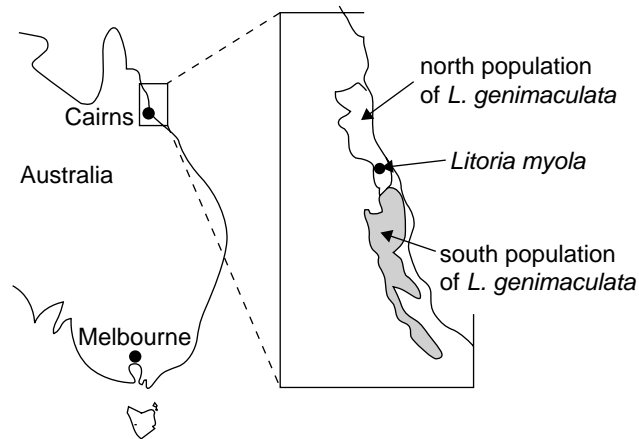 Cairns
Australia
Melbourne
north population
of L. genimaculata
Litoria myola
south population
of L. genimaculata